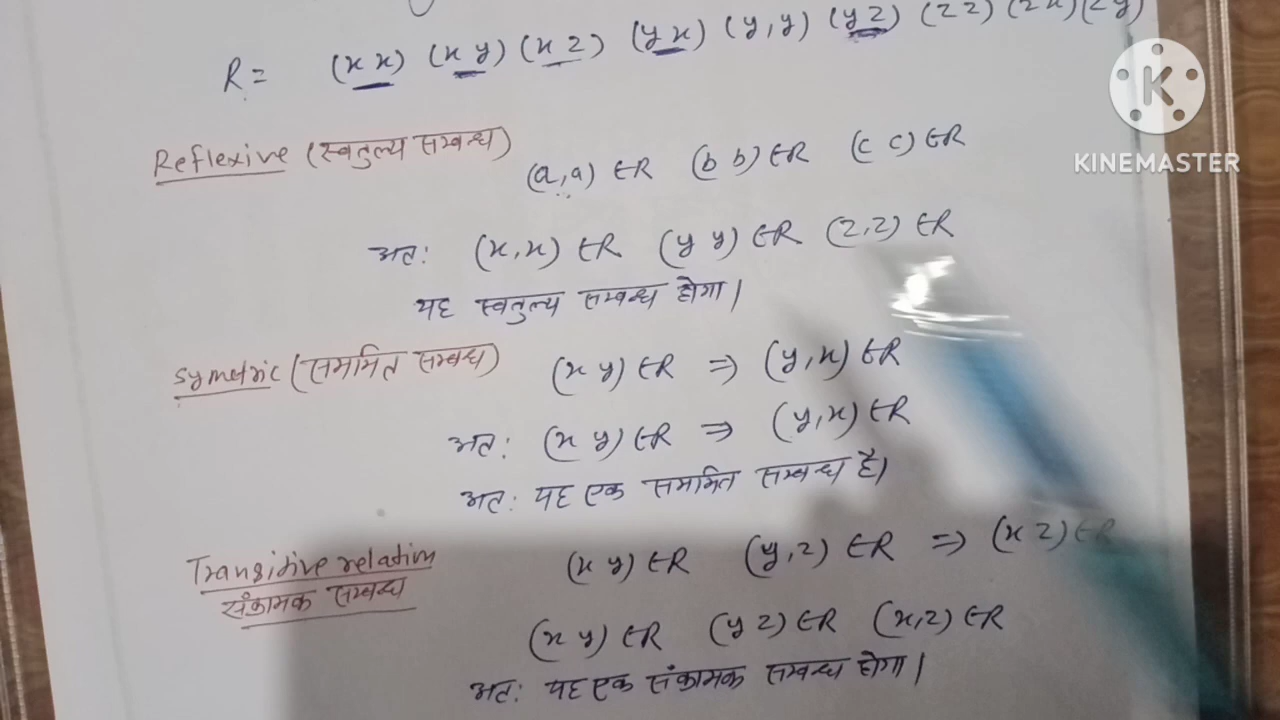 R = (x x) (x y) (x z) (y x) (y, y) (y z) (z z) (z x) (z y)
K
KINEMASTER
Reflexive (स्वतुल्य सम्बन्ध) (a, a) ∈ R (b b) ∈ R (c c) ∈ R
अतः (x, x) ∈ R (y y) ∈ R (z, z) ∈ R
यह स्वतुल्य सम्बन्ध होगा।
symetric (सममित सम्बन्ध) (x y) ∈ R ⇒ (y, x) ∈ R
अतः (x y) ∈ R ⇒ (y, x) ∈ R
अतः यह एक सममित सम्बन्ध है।
Transitive relation (x y) ∈ R (y, z) ∈ R ⇒ (x z) ∈ R
संक्रामक सम्बन्ध
(x y) ∈ R (y z) ∈ R (x, z) ∈ R
अतः यह एक संक्रामक सम्बन्ध होगा।